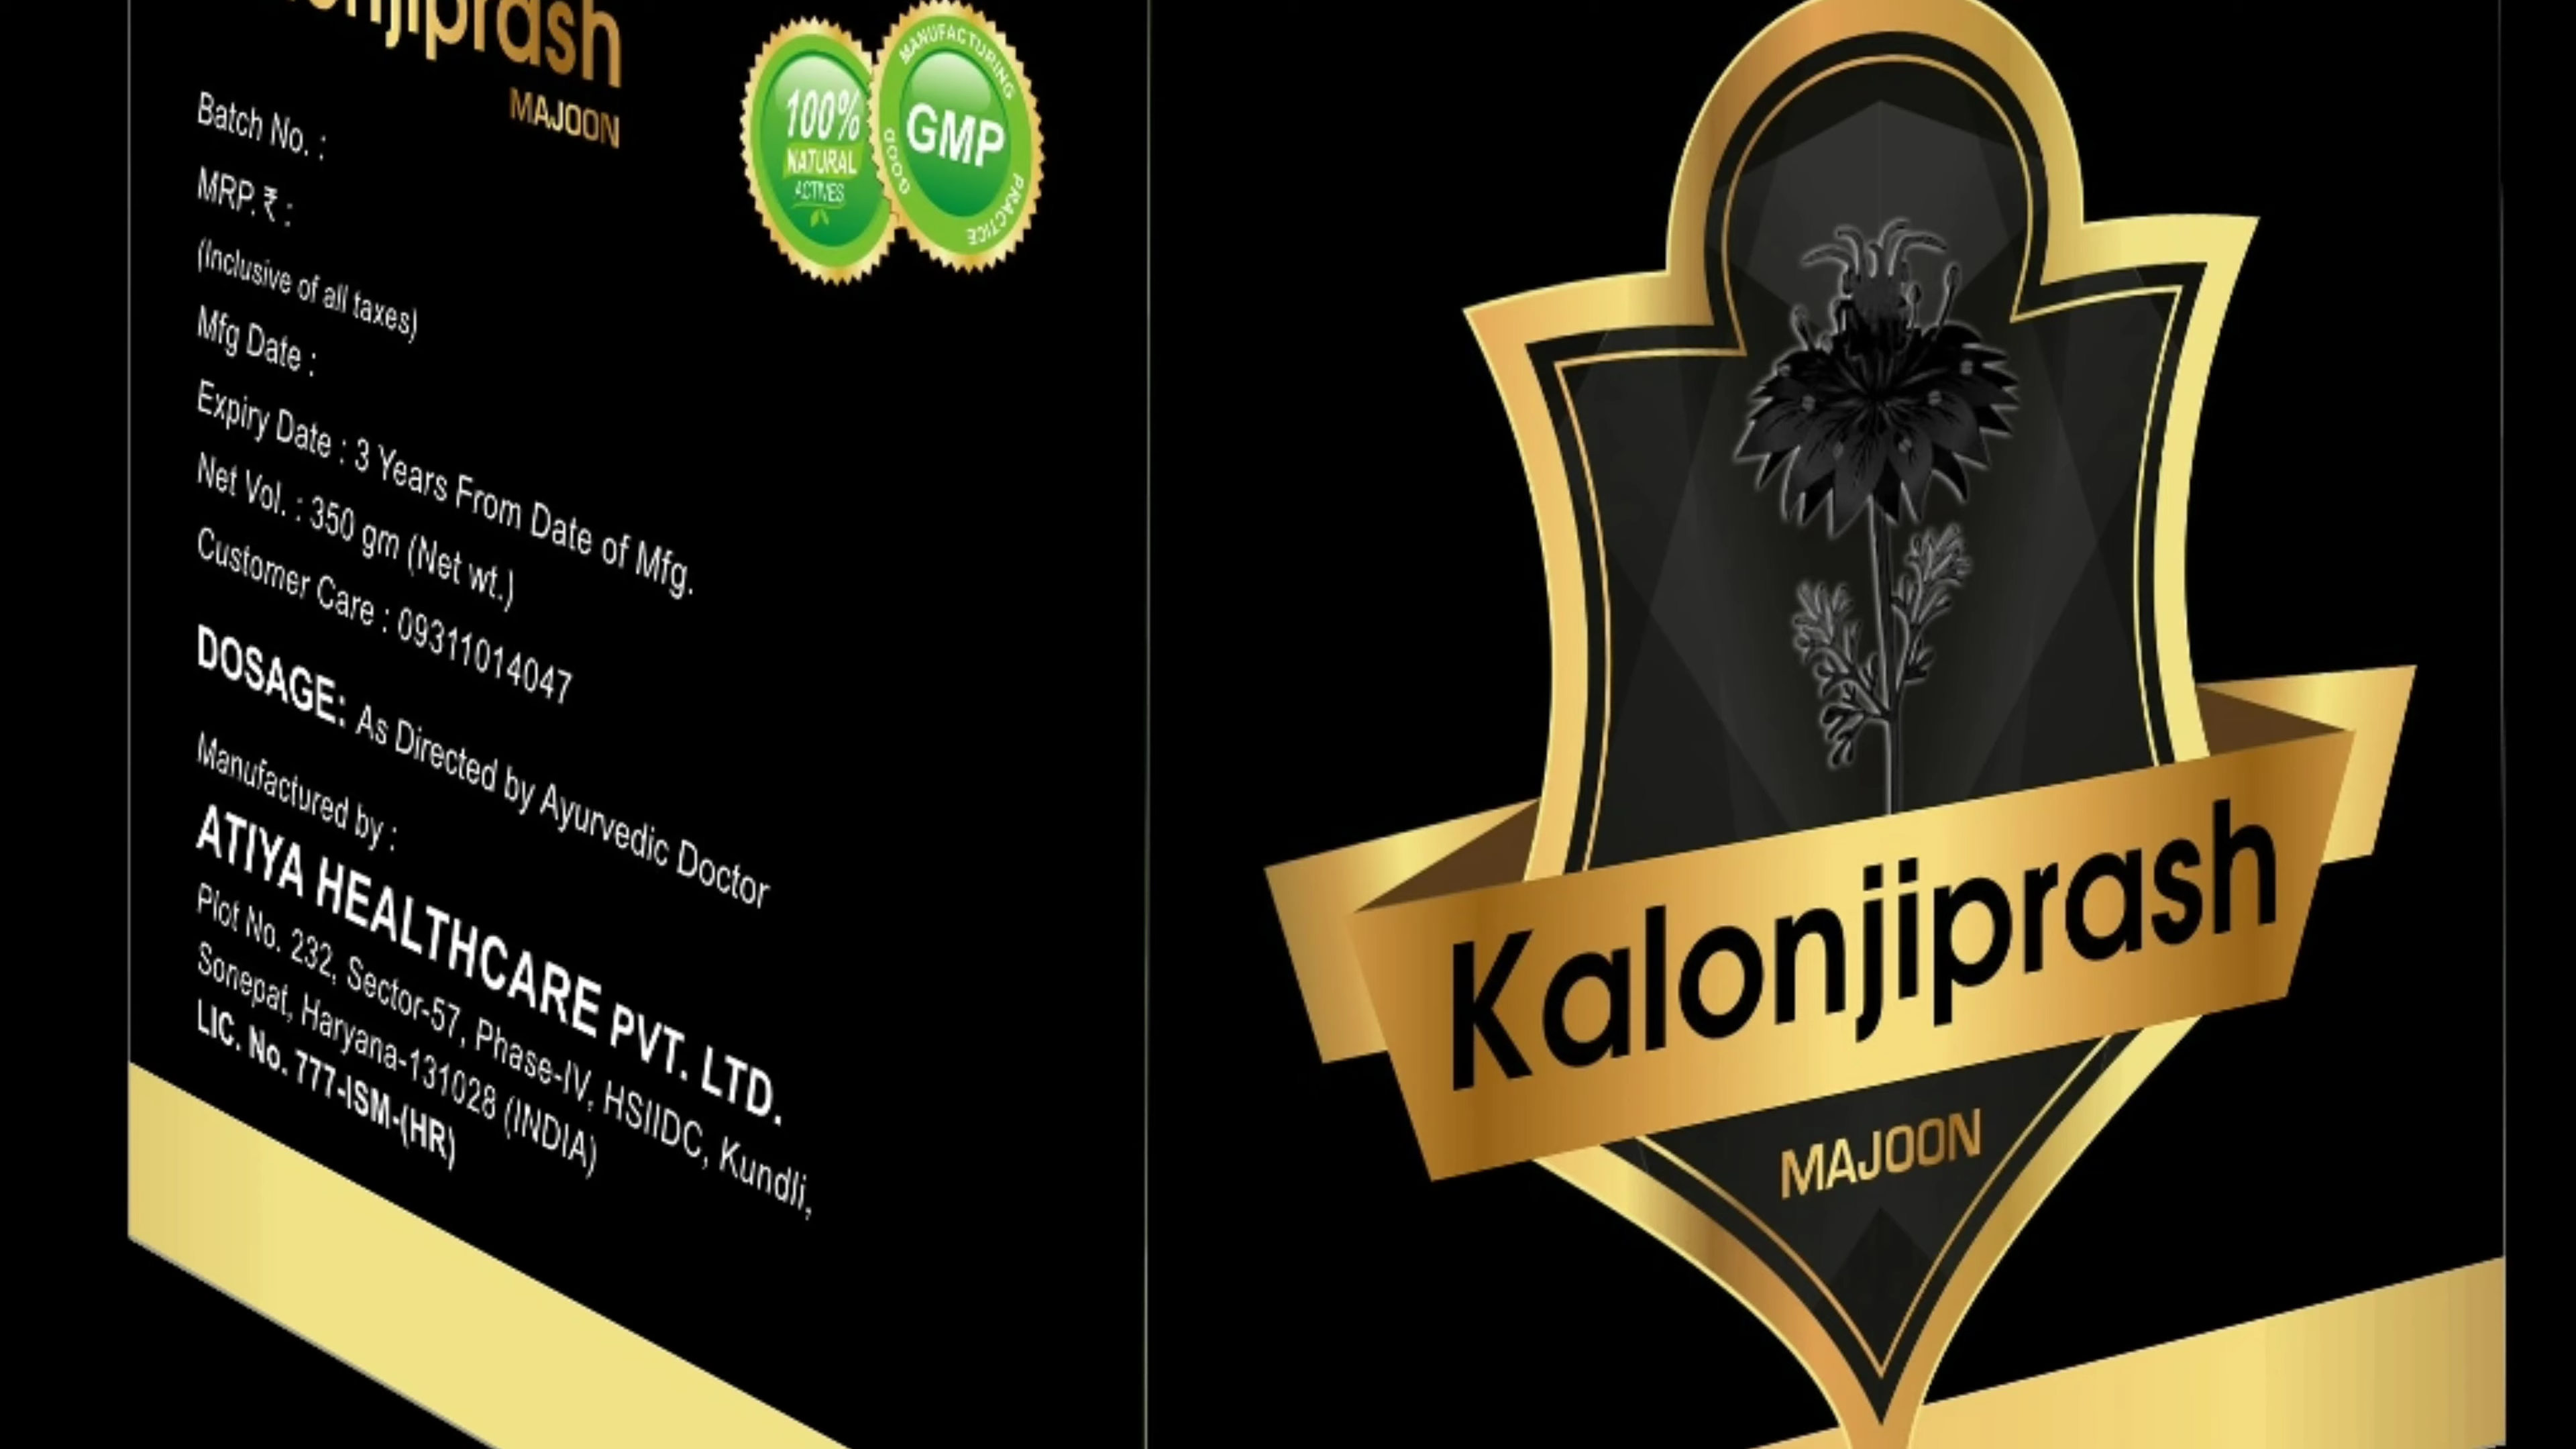 Kalonjiprash
MAJOON
Batch No. :
MRP. ₹ :
(Inclusive of all taxes)
Mfg Date :
Expiry Date : 3 Years From Date of Mfg.
Net Vol. : 350 gm (Net wt.)
Customer Care : 09311014047
DOSAGE: As Directed by Ayurvedic Doctor
Manufactured by :
ATIYA HEALTHCARE PVT. LTD.
Plot No. 232, Sector-57, Phase-IV, HSIIDC, Kundli,
Sonepat, Haryana-131028 (INDIA)
LIC. No. 777-ISM-(HR)
100%
NATURAL
ACTIVES
GOOD MANUFACTURING PRACTICE
GMP
Kalonjiprash
MAJOON